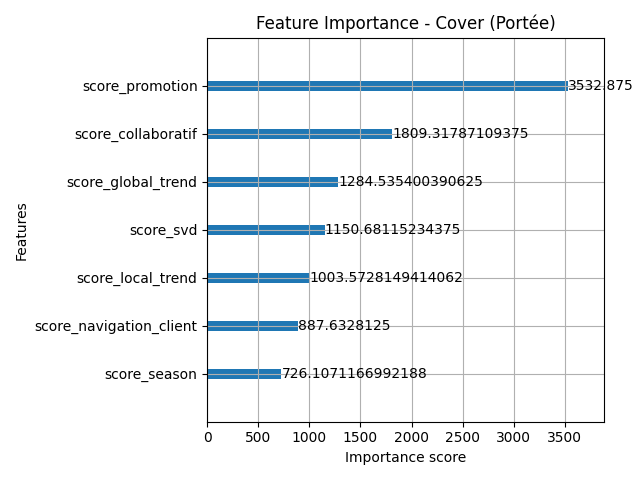 Feature Importance - Cover (Portée)
score_promotion 3532.875
score_collaboratif 1809.31787109375
score_global_trend 1284.535400390625
score_svd 1150.68115234375
score_local_trend 1003.5728149414062
score_navigation_client 887.6328125
score_season 726.1071166992188
Features
0 500 1000 1500 2000 2500 3000 3500
Importance score